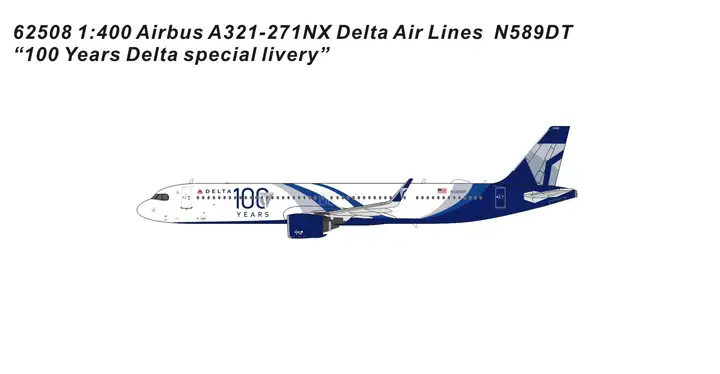 62508 1:400 Airbus A321-271NX Delta Air Lines N589DT
“100 Years Delta special livery”
DELTA
100
YEARS